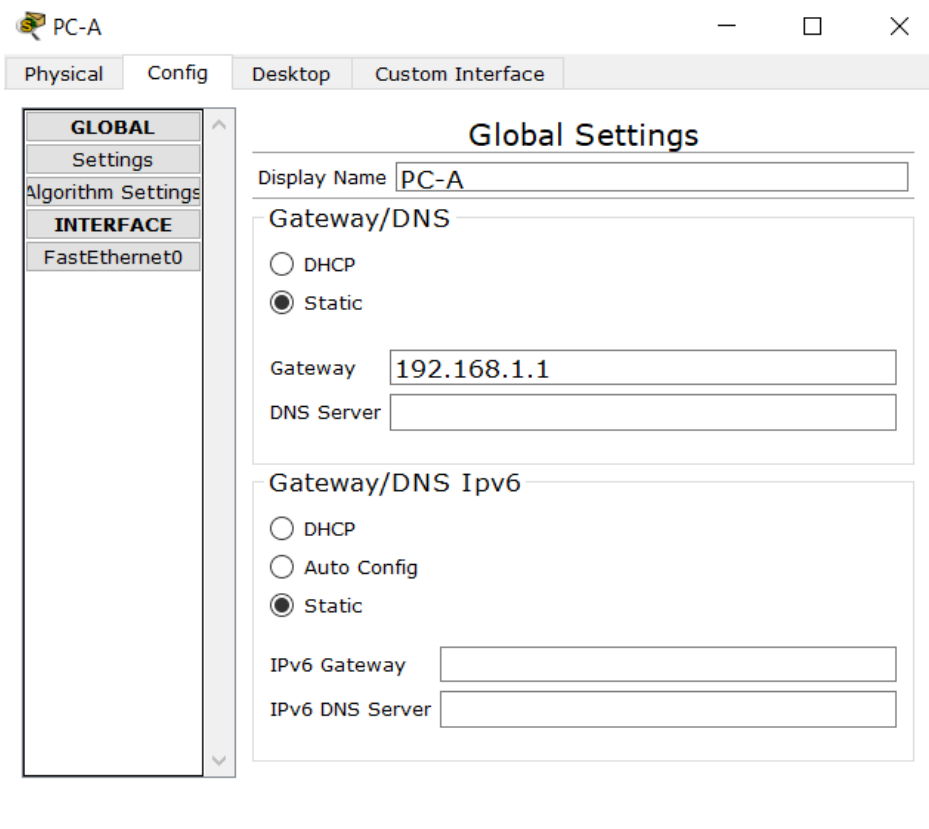 PC-A
Physical Config Desktop Custom Interface
GLOBAL
Settings
Algorithm Settings
INTERFACE
FastEthernet0
Global Settings
Display Name PC-A
Gateway/DNS
DHCP
Static
Gateway 192.168.1.1
DNS Server
Gateway/DNS Ipv6
DHCP
Auto Config
Static
IPv6 Gateway
IPv6 DNS Server